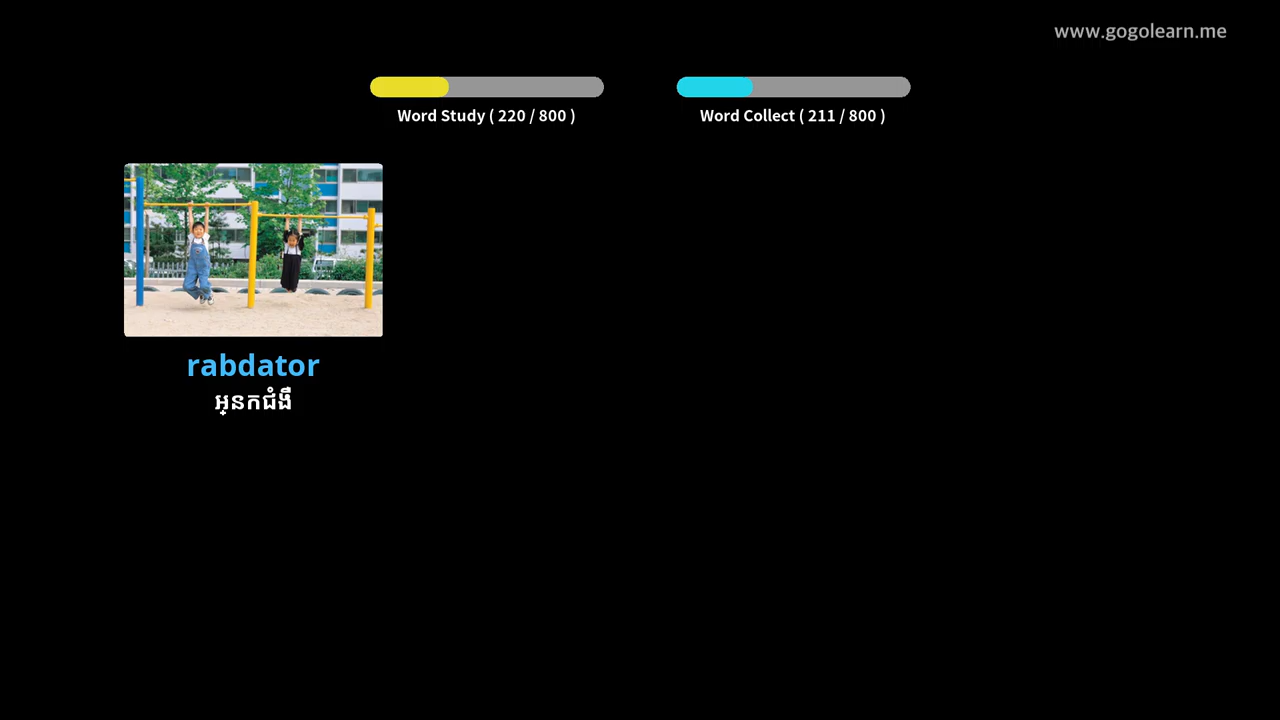 www.gogolearn.me
Word Study ( 220 / 800 )
Word Collect ( 211 / 800 )
rabdator
អ្នកជំងឺ